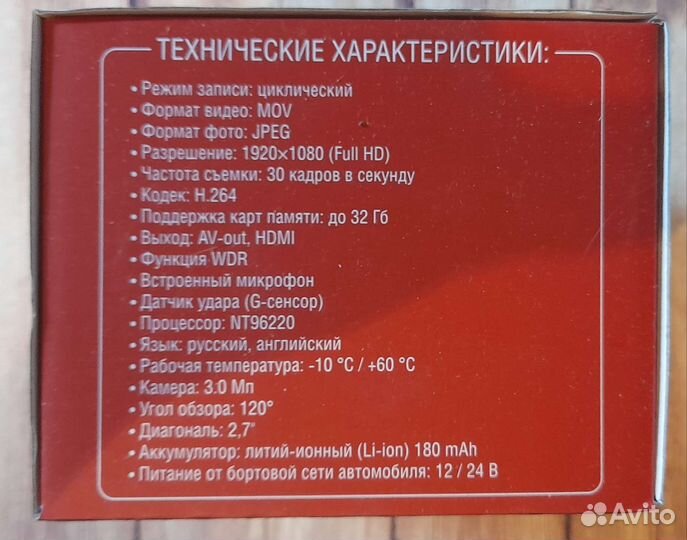 ТЕХНИЧЕСКИЕ ХАРАКТЕРИСТИКИ:
• Режим записи: циклический
• Формат видео: MOV
• Формат фото: JPEG
• Разрешение: 1920×1080 (Full HD)
• Частота съемки: 30 кадров в секунду
• Кодек: H.264
• Поддержка карт памяти: до 32 Гб
• Выход: AV-out, HDMI
• Функция WDR
• Встроенный микрофон
• Датчик удара (G-сенсор)
• Процессор: NT96220
• Язык: русский, английский
• Рабочая температура: -10 °C / +60 °C
• Камера: 3.0 Мп
• Угол обзора: 120°
• Диагональ: 2,7"
• Аккумулятор: литий-ионный (Li-ion) 180 mAh
• Питание от бортовой сети автомобиля: 12 / 24 В
Avito